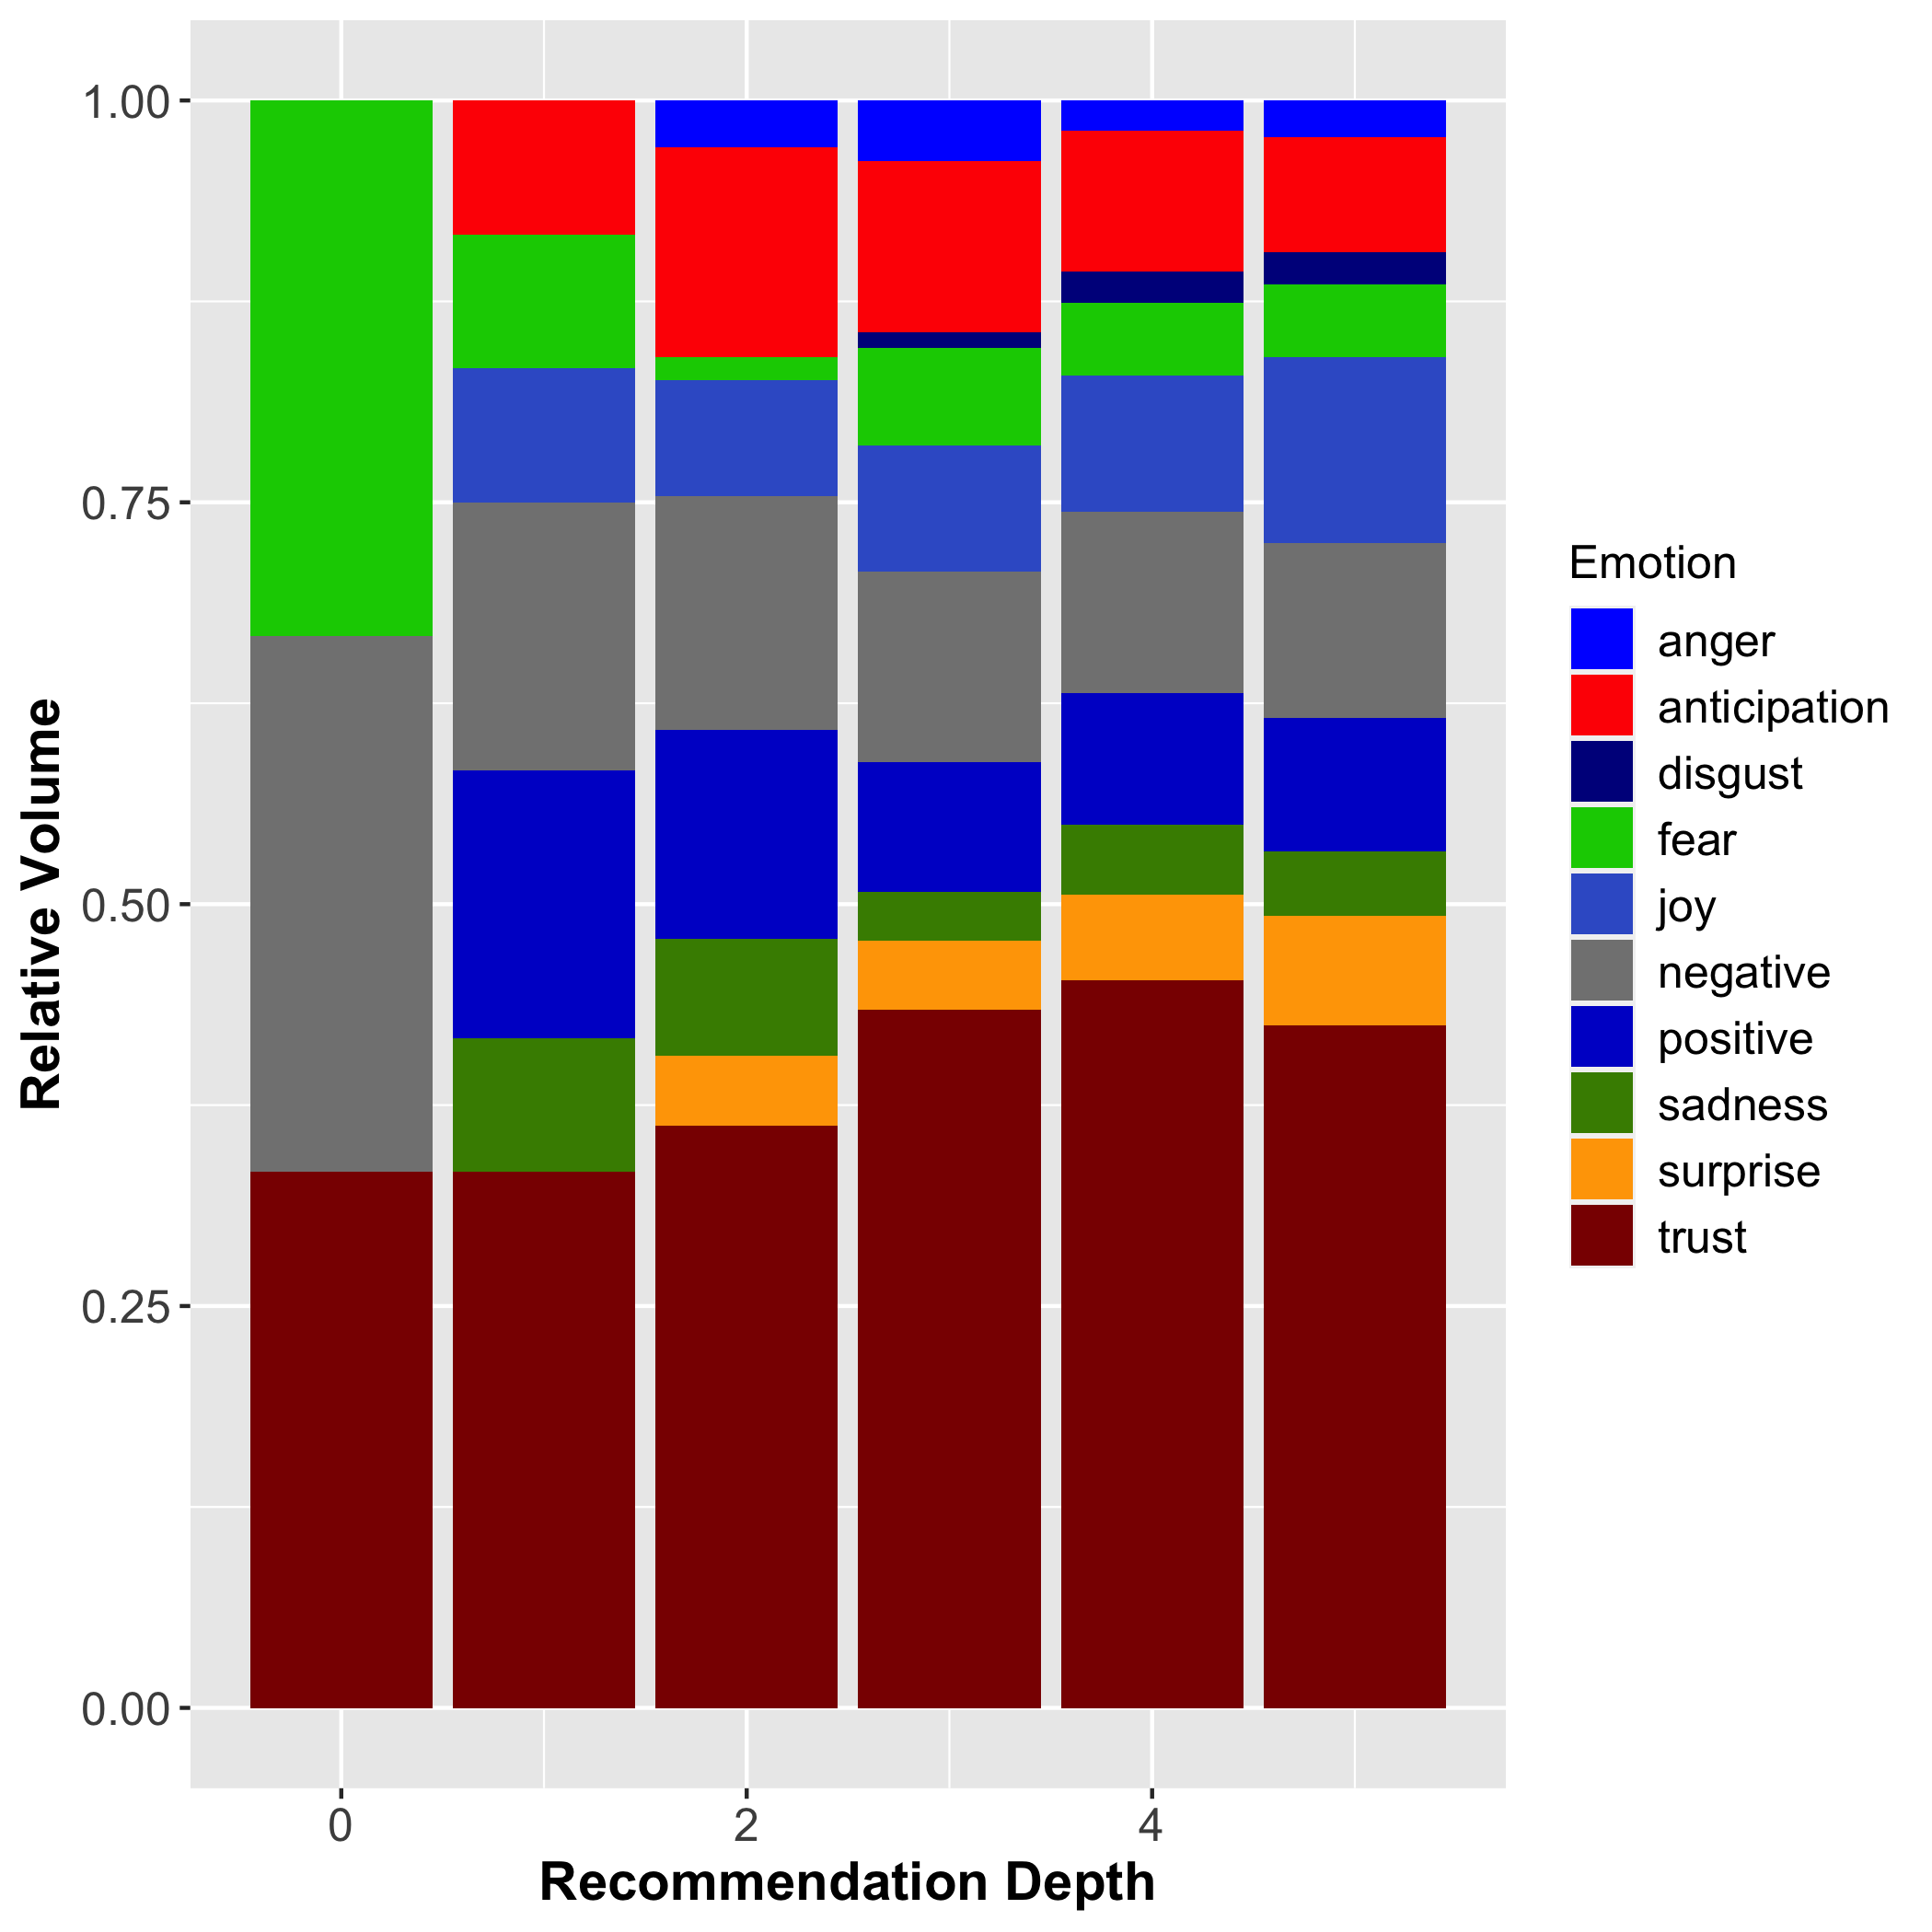 1.00
0.75
0.50
0.25
0.00
Relative Volume
0
2
4
Recommendation Depth
Emotion
anger
anticipation
disgust
fear
joy
negative
positive
sadness
surprise
trust